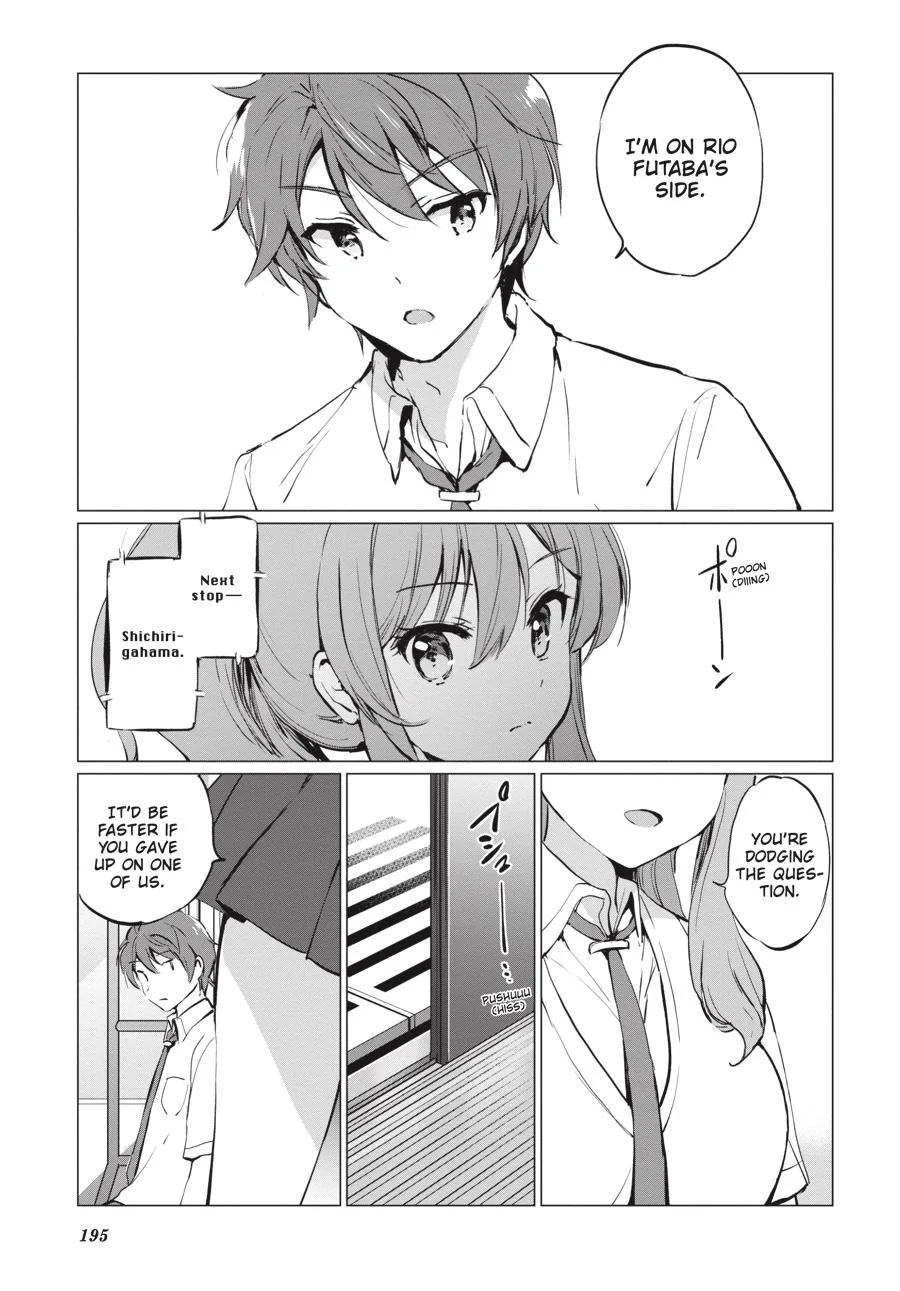 I'M ON RIO
FUTABA'S
SIDE.
ポーン
POOON
(DIIING)
Next
stop—
Shichiri-
gahama.
YOU'RE
DODGING
THE QUES-
TION.
プシュー…
PUSHUUU
(HISS)
IT'D BE
FASTER IF
YOU GAVE
UP ON ONE
OF US.
195